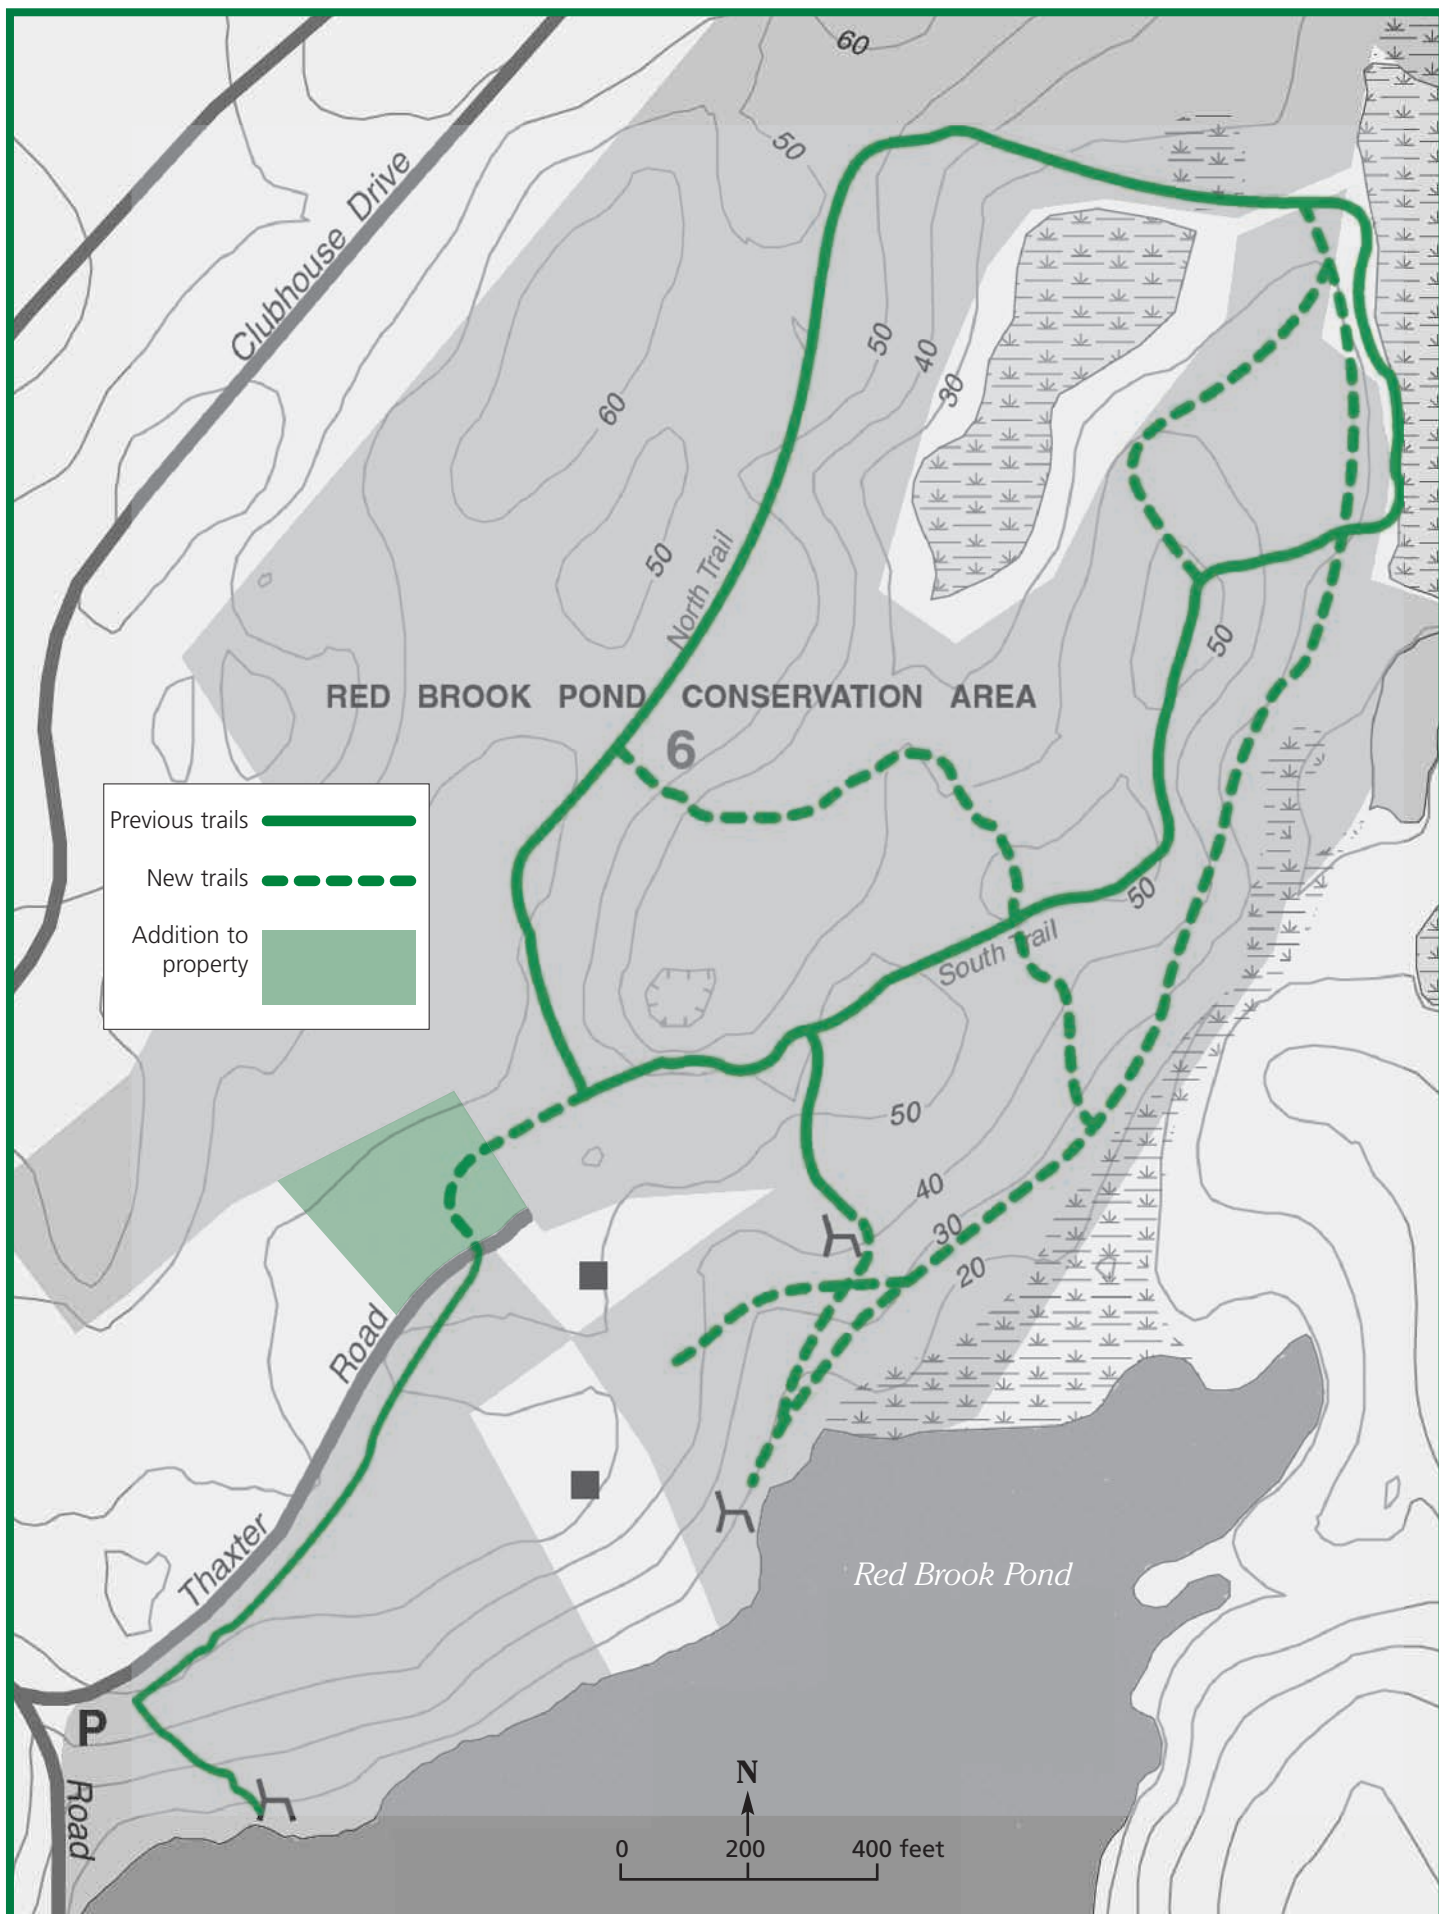 60
50
Clubhouse Drive
50
40
30
60
50
North Trail
50
RED BROOK POND CONSERVATION AREA
6
Previous trails
New trails
Addition to
property
50
South Trail
50
40
30
20
Road
Thaxter
Red Brook Pond
P
Road
N
0 200 400 feet